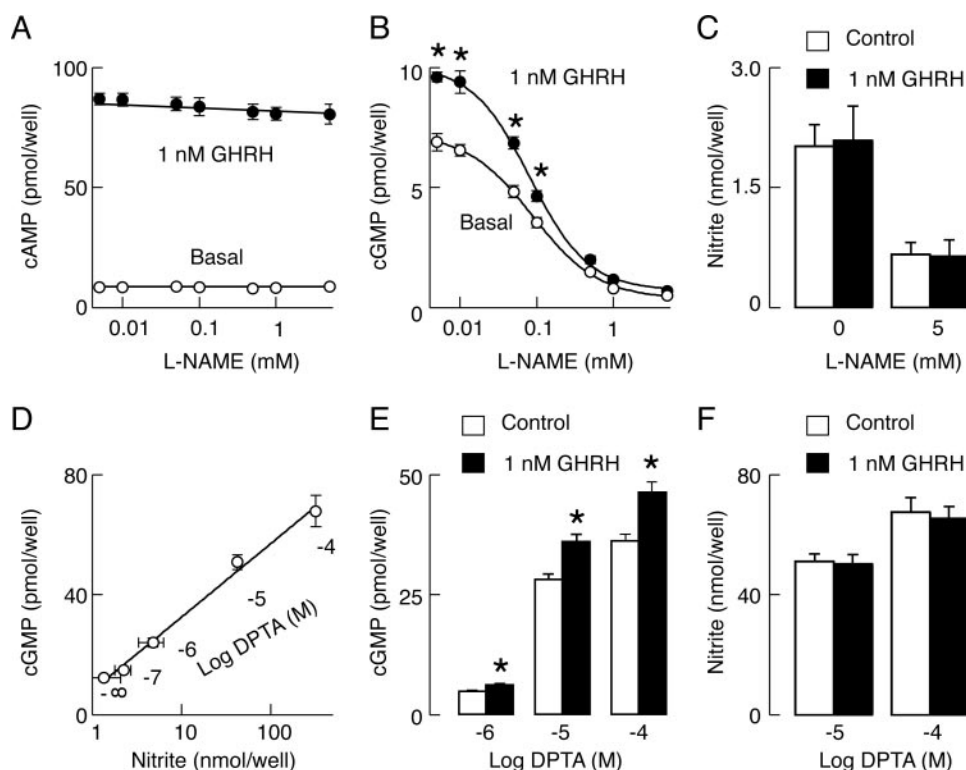 A
100
50
0
cAMP (pmol/well)
1 nM GHRH
Basal
0.01
0.1
1
L-NAME (mM)
B
10
5
0
cGMP (pmol/well)
* *
*
*
1 nM GHRH
Basal
0.01
0.1
1
L-NAME (mM)
C
Control
1 nM GHRH
3.0
1.5
0
Nitrite (nmol/well)
0
5
L-NAME (mM)
D
80
40
0
cGMP (pmol/well)
-4
-5
-6
-7
-8
Log DPTA (M)
1
10
100
Nitrite (nmol/well)
E
Control
1 nM GHRH
50
25
0
cGMP (pmol/well)
*
*
*
-6
-5
-4
Log DPTA (M)
F
Control
1 nM GHRH
80
40
0
Nitrite (nmol/well)
-5
-4
Log DPTA (M)